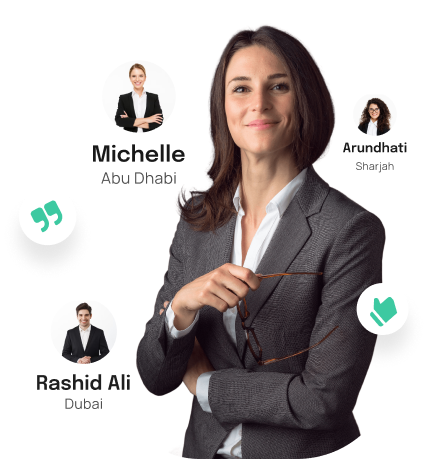 Michelle
Abu Dhabi
Arundhati
Sharjah
Rashid Ali
Dubai